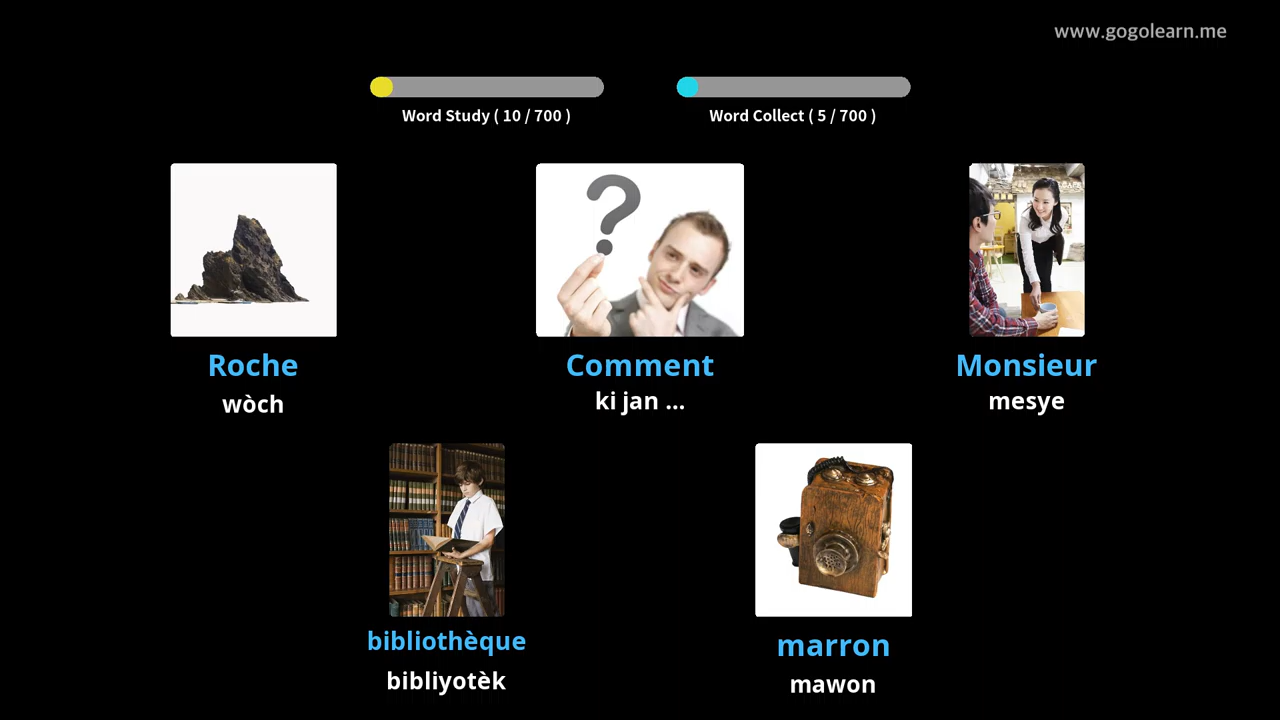 www.gogolearn.me
Word Study ( 10 / 700 )
Word Collect ( 5 / 700 )
Roche
wòch
Comment
ki jan ...
Monsieur
mesye
bibliothèque
bibliyotèk
marron
mawon